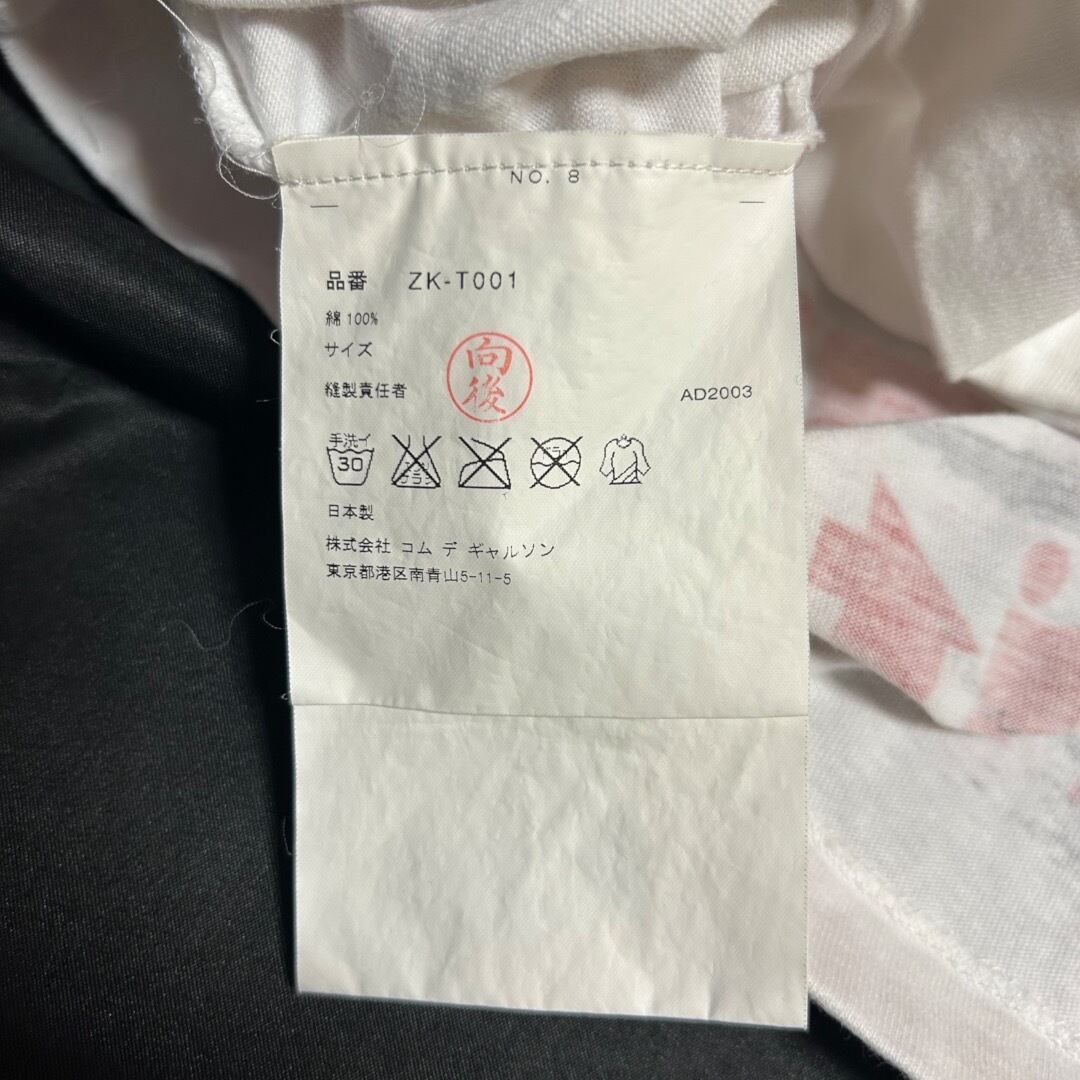 NO. 8
品番 ZK-T001
綿 100%
サイズ
向後
縫製責任者 AD2003
手洗イ
30
日本製
株式会社 コム デ ギャルソン
東京都港区南青山5-11-5